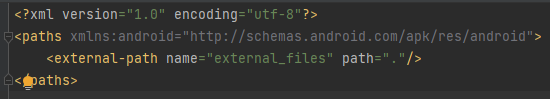 <?xml version="1.0" encoding="utf-8"?>
<paths xmlns:android="http://schemas.android.com/apk/res/android">
    <external-path name="external_files" path="."/>
</paths>